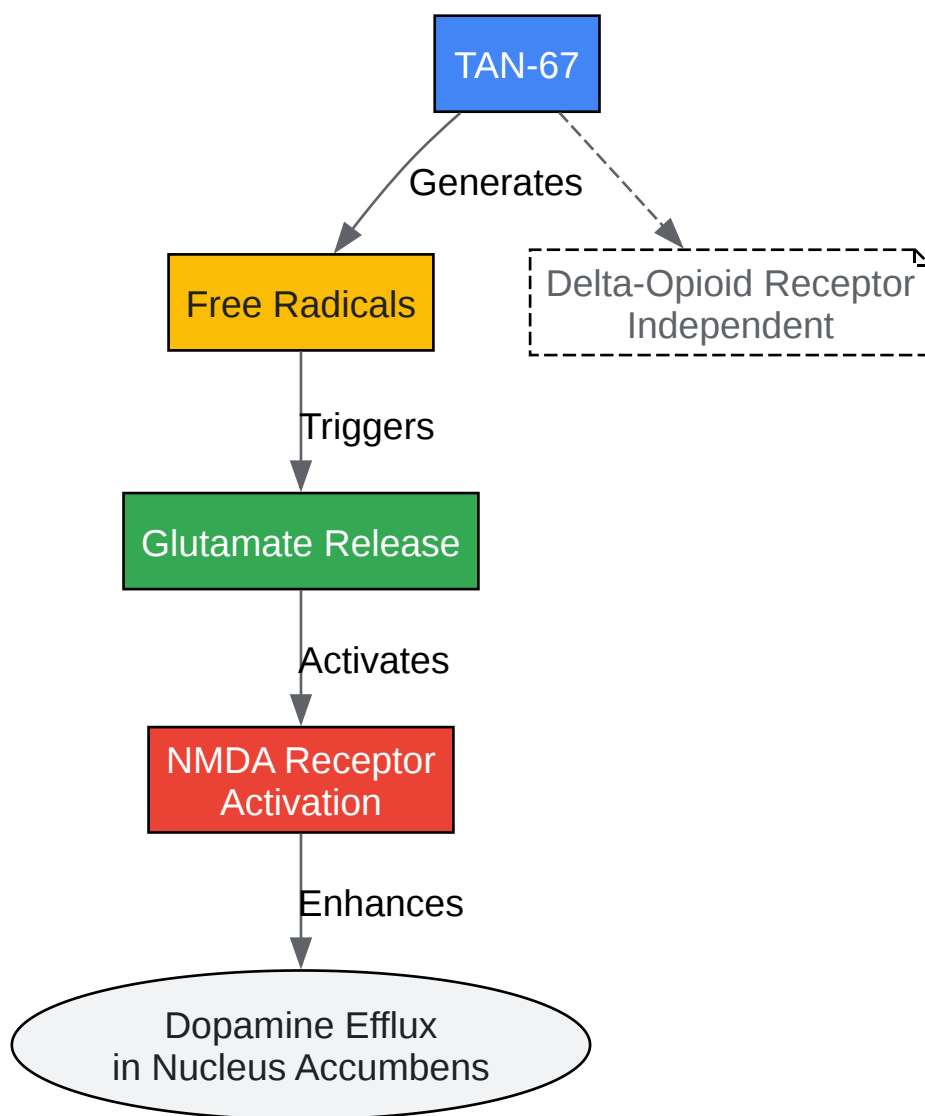 TAN-67
Generates
Free Radicals
Delta-Opioid Receptor
Independent
Triggers
Glutamate Release
Activates
NMDA Receptor
Activation
Enhances
Dopamine Efflux
in Nucleus Accumbens